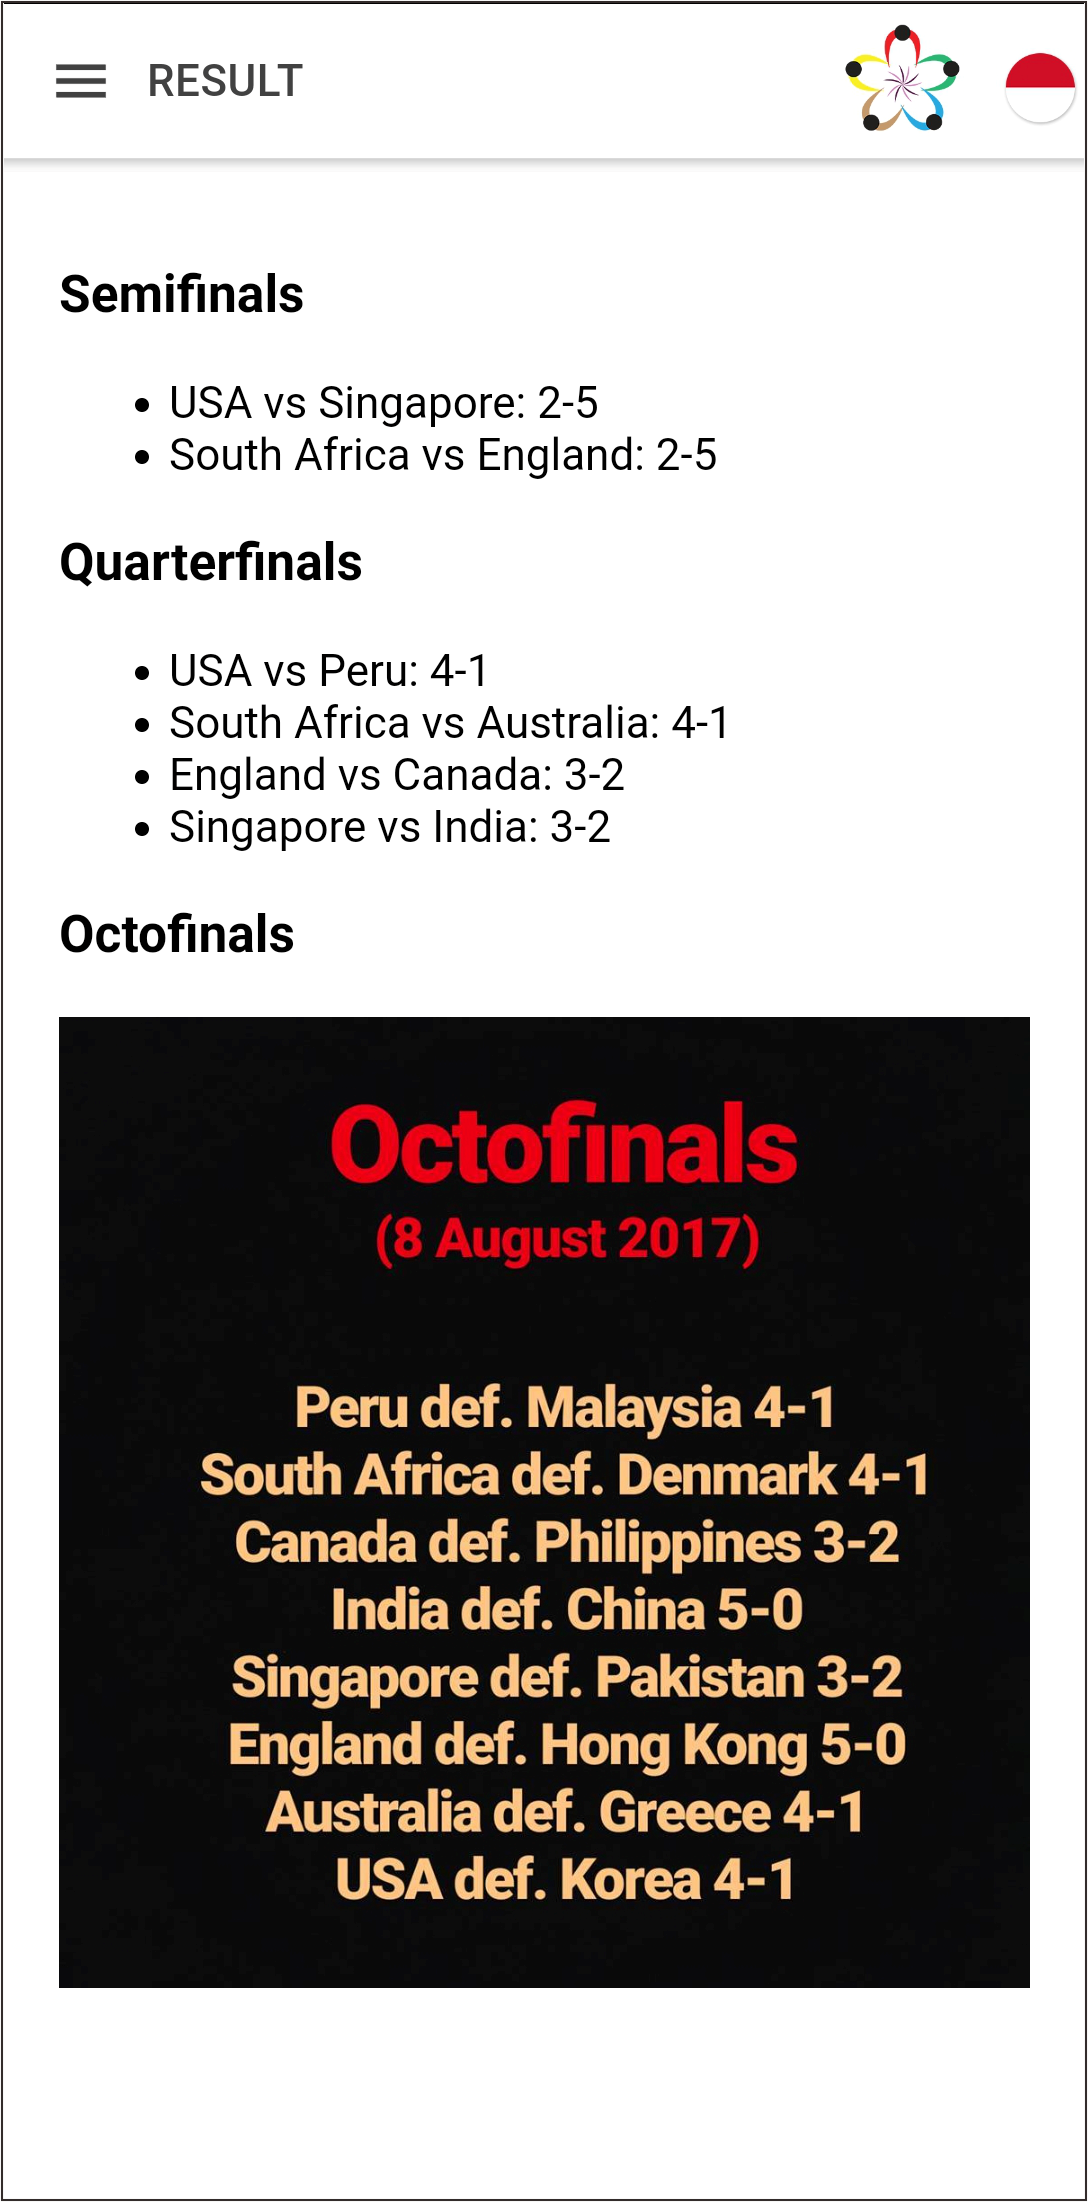 RESULT
Semifinals
USA vs Singapore: 2-5
South Africa vs England: 2-5
Quarterfinals
USA vs Peru: 4-1
South Africa vs Australia: 4-1
England vs Canada: 3-2
Singapore vs India: 3-2
Octofinals
Octofinals
(8 August 2017)
Peru def. Malaysia 4-1
South Africa def. Denmark 4-1
Canada def. Philippines 3-2
India def. China 5-0
Singapore def. Pakistan 3-2
England def. Hong Kong 5-0
Australia def. Greece 4-1
USA def. Korea 4-1